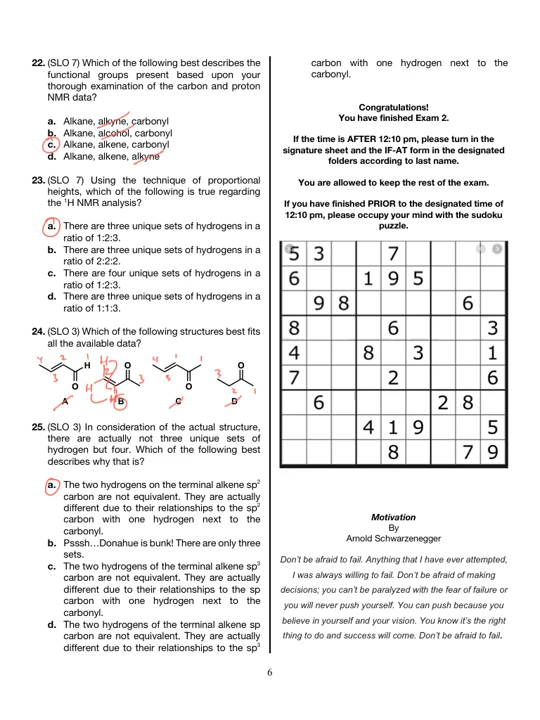 22. (SLO 7) Which of the following best describes the
functional groups present based upon your
thorough examination of the carbon and proton
NMR data?
a. Alkane, alkyne, carbonyl
b. Alkane, alcohol, carbonyl
c. Alkane, alkene, carbonyl
d. Alkane, alkene, alkyne
23. (SLO 7) Using the technique of proportional
heights, which of the following is true regarding
the ¹H NMR analysis?
a. There are three unique sets of hydrogens in a
ratio of 1:2:3.
b. There are three unique sets of hydrogens in a
ratio of 2:2:2.
c. There are four unique sets of hydrogens in a
ratio of 1:2:3.
d. There are three unique sets of hydrogens in a
ratio of 1:1:3.
24. (SLO 3) Which of the following structures best fits
all the available data?
4 2 1 H 3 O
A
H H O 3 H
B
4 2 1 3 O
C
3 O 2 1
D
25. (SLO 3) In consideration of the actual structure,
there are actually not three unique sets of
hydrogen but four. Which of the following best
describes why that is?
a. The two hydrogens on the terminal alkene sp²
carbon are not equivalent. They are actually
different due to their relationships to the sp²
carbon with one hydrogen next to the
carbonyl.
b. Psssh…Donahue is bunk! There are only three
sets.
c. The two hydrogens of the terminal alkene sp³
carbon are not equivalent. They are actually
different due to their relationships to the sp
carbon with one hydrogen next to the
carbonyl.
d. The two hydrogens of the terminal alkene sp
carbon are not equivalent. They are actually
different due to their relationships to the sp³
carbon with one hydrogen next to the
carbonyl.
Congratulations!
You have finished Exam 2.
If the time is AFTER 12:10 pm, please turn in the
signature sheet and the IF-AT form in the designated
folders according to last name.
You are allowed to keep the rest of the exam.
If you have finished PRIOR to the designated time of
12:10 pm, please occupy your mind with the sudoku
puzzle.
5 3 7
6 1 9 5
9 8 6
8 6 3
4 8 3 1
7 2 6
6 2 8
4 1 9 5
8 7 9
Motivation
By
Arnold Schwarzenegger
Don't be afraid to fail. Anything that I have ever attempted,
I was always willing to fail. Don't be afraid of making
decisions; you can't be paralyzed with the fear of failure or
you will never push yourself. You can push because you
believe in yourself and your vision. You know it's the right
thing to do and success will come. Don't be afraid to fail.
6